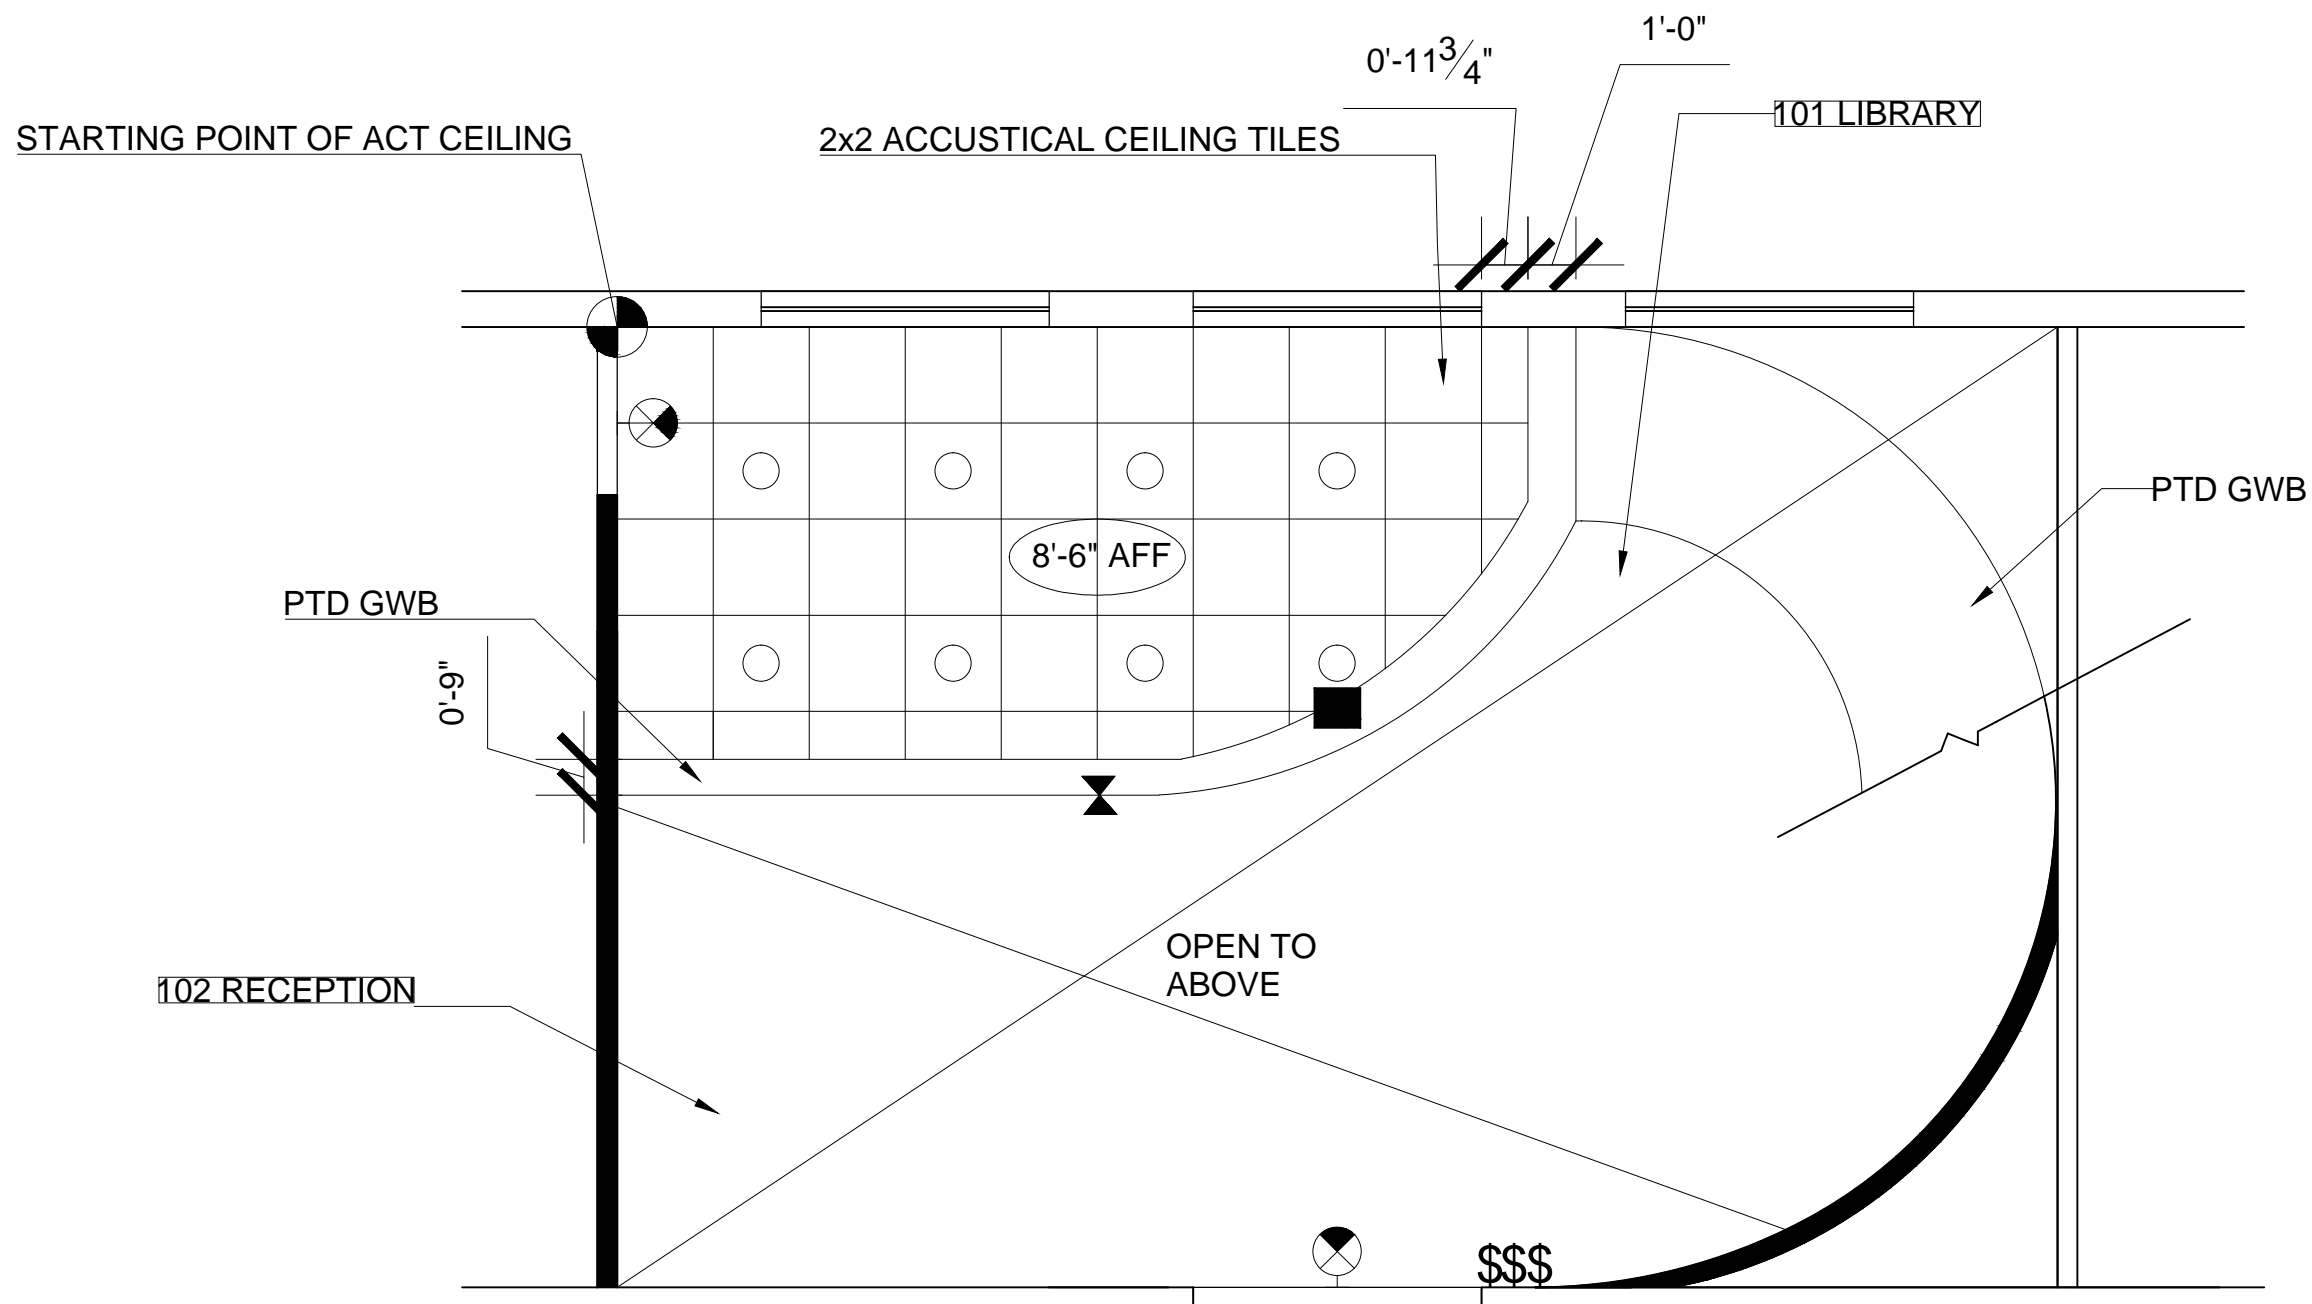 1'-0"
0'-11 3/4"
101 LIBRARY
STARTING POINT OF ACT CEILING
2x2 ACCUSTICAL CEILING TILES
PTD GWB
8'-6" AFF
PTD GWB
0'-9"
OPEN TO
ABOVE
102 RECEPTION
$$$